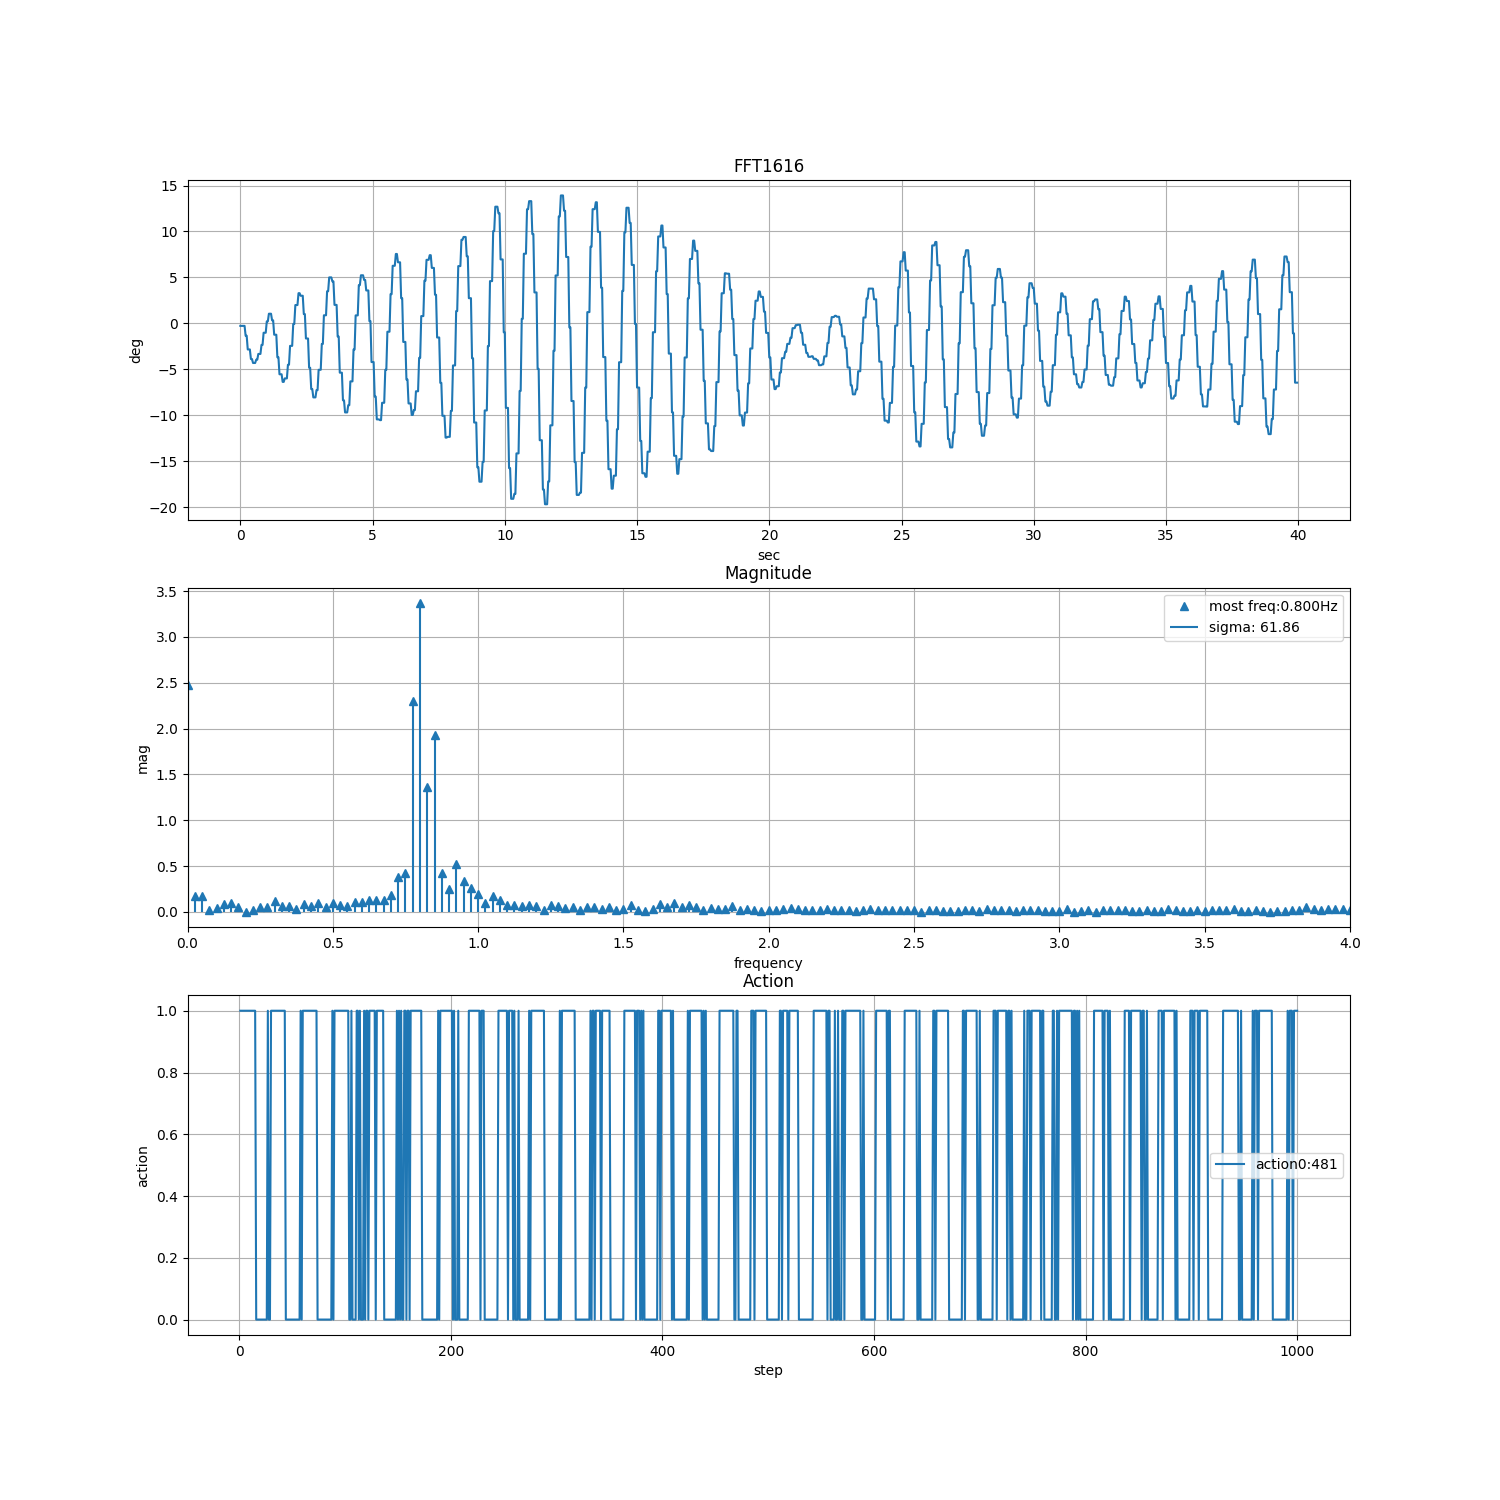 FFT1616
15
10
5
0
−5
−10
−15
−20
deg
0 5 10 15 20 25 30 35 40
sec
Magnitude
3.5
3.0
2.5
2.0
1.5
1.0
0.5
0.0
mag
most freq:0.800Hz
sigma: 61.86
0.0 0.5 1.0 1.5 2.0 2.5 3.0 3.5 4.0
frequency
Action
1.0
0.8
0.6
0.4
0.2
0.0
action
action0:481
0 200 400 600 800 1000
step